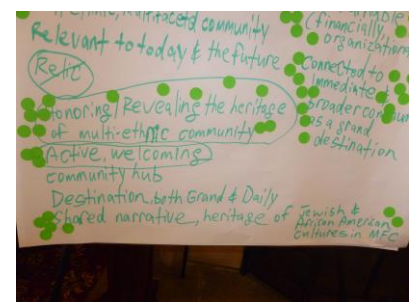 multifaceted community
Relevant to today & the future
Relic
Honoring/Revealing the heritage
of multi-ethnic community
Active, welcoming
community hub
Destination, both Grand & Daily
shared narrative, heritage of Jewish &
African American
cultures in MFC
(financially,
organization
Connected to
immediate &
broader
as a grand
destination